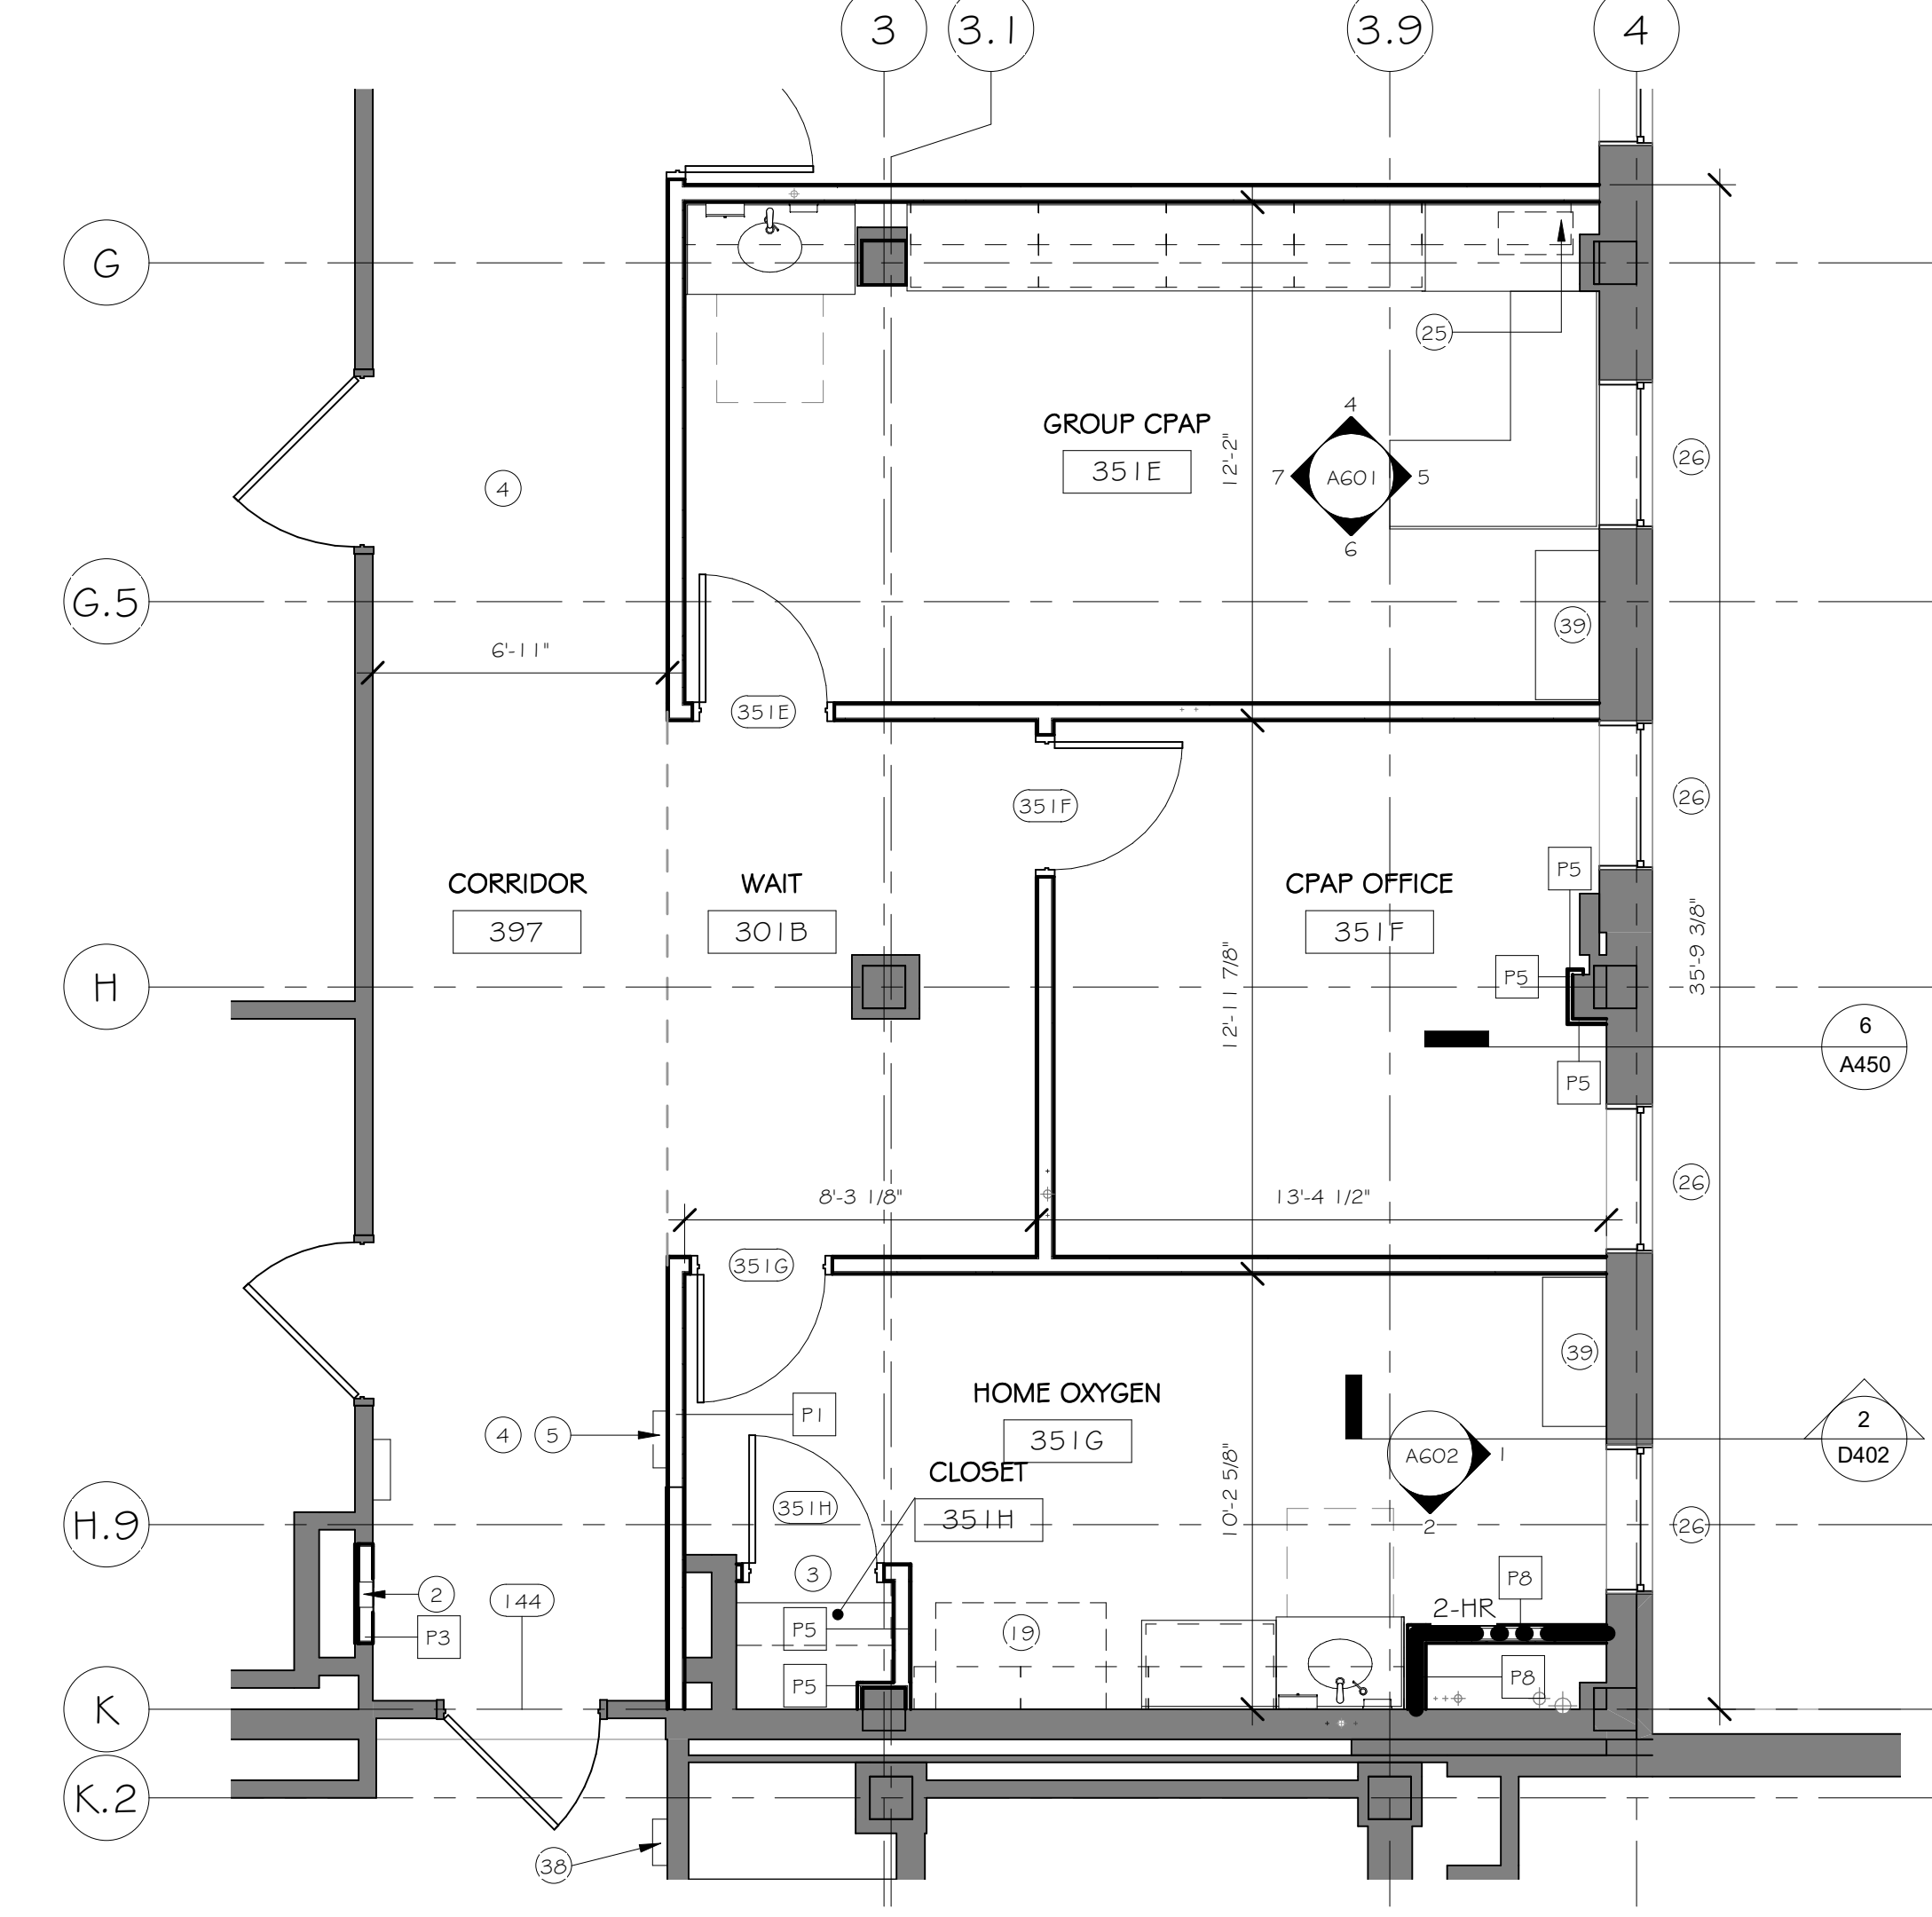 3
3.1
3.9
4
G
25
GROUP CPAP
351E
12'-2"
4
7
A601
5
6
26
4
G.5
39
6'-11"
351E
351F
26
P5
CORRIDOR
397
WAIT
301B
CPAP OFFICE
351F
35'-9 3/8"
12'-11 7/8"
H
P5
6
A450
P5
26
8'-3 1/8"
13'-4 1/2"
351G
39
HOME OXYGEN
351G
P1
4
5
2
D402
A602
1
2
CLOSET
351H
10'-2 5/8"
351H
H.9
26
3
P8
2
144
2-HR
P5
19
P3
P8
P5
K
K.2
38